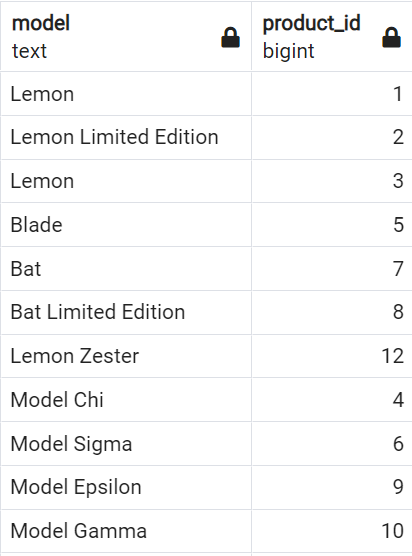 model product_id
text bigint
Lemon 1
Lemon Limited Edition 2
Lemon 3
Blade 5
Bat 7
Bat Limited Edition 8
Lemon Zester 12
Model Chi 4
Model Sigma 6
Model Epsilon 9
Model Gamma 10